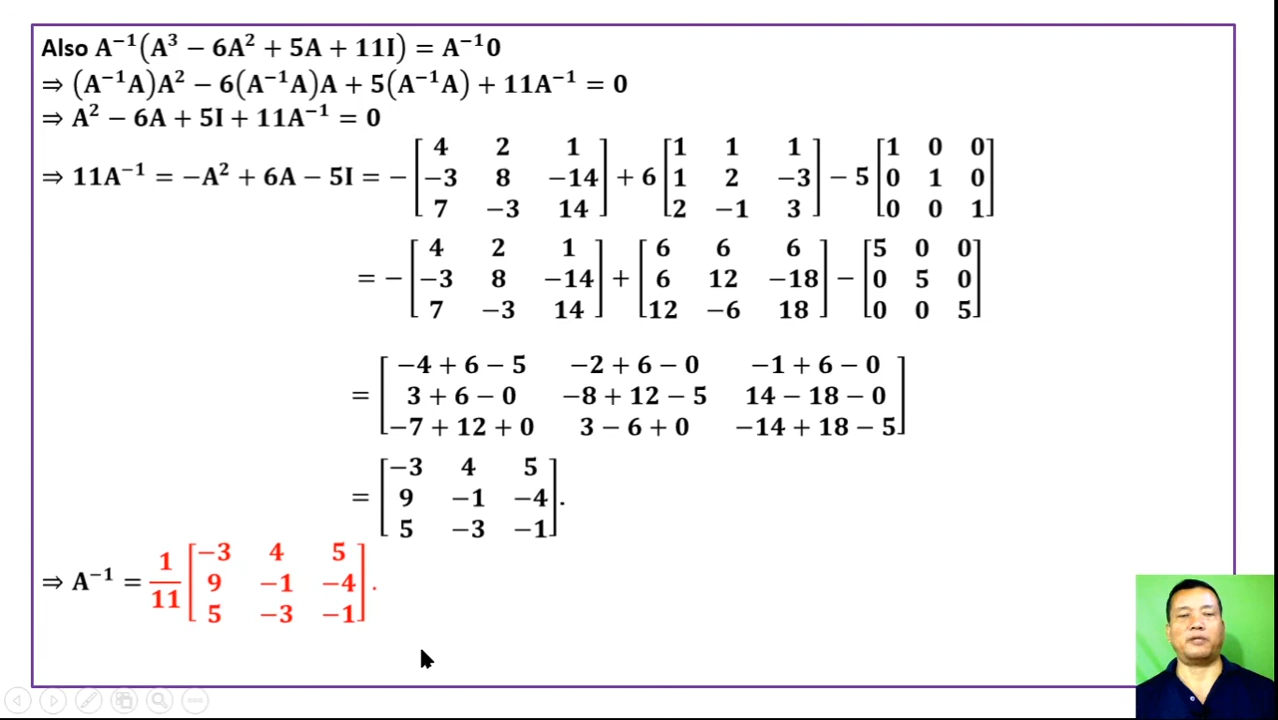 Also A⁻¹(A³ − 6A² + 5A + 11I) = A⁻¹0
⇒ (A⁻¹A)A² − 6(A⁻¹A)A + 5(A⁻¹A) + 11A⁻¹ = 0
⇒ A² − 6A + 5I + 11A⁻¹ = 0
⇒ 11A⁻¹ = −A² + 6A − 5I = − [4 2 1; −3 8 −14; 7 −3 14] + 6 [1 1 1; 1 2 −3; 2 −1 3] − 5 [1 0 0; 0 1 0; 0 0 1]
= − [4 2 1; −3 8 −14; 7 −3 14] + [6 6 6; 6 12 −18; 12 −6 18] − [5 0 0; 0 5 0; 0 0 5]
= [−4 + 6 − 5 −2 + 6 − 0 −1 + 6 − 0; 3 + 6 − 0 −8 + 12 − 5 14 − 18 − 0; −7 + 12 + 0 3 − 6 + 0 −14 + 18 − 5]
= [−3 4 5; 9 −1 −4; 5 −3 −1].
⇒ A⁻¹ = 1/11 [−3 4 5; 9 −1 −4; 5 −3 −1].